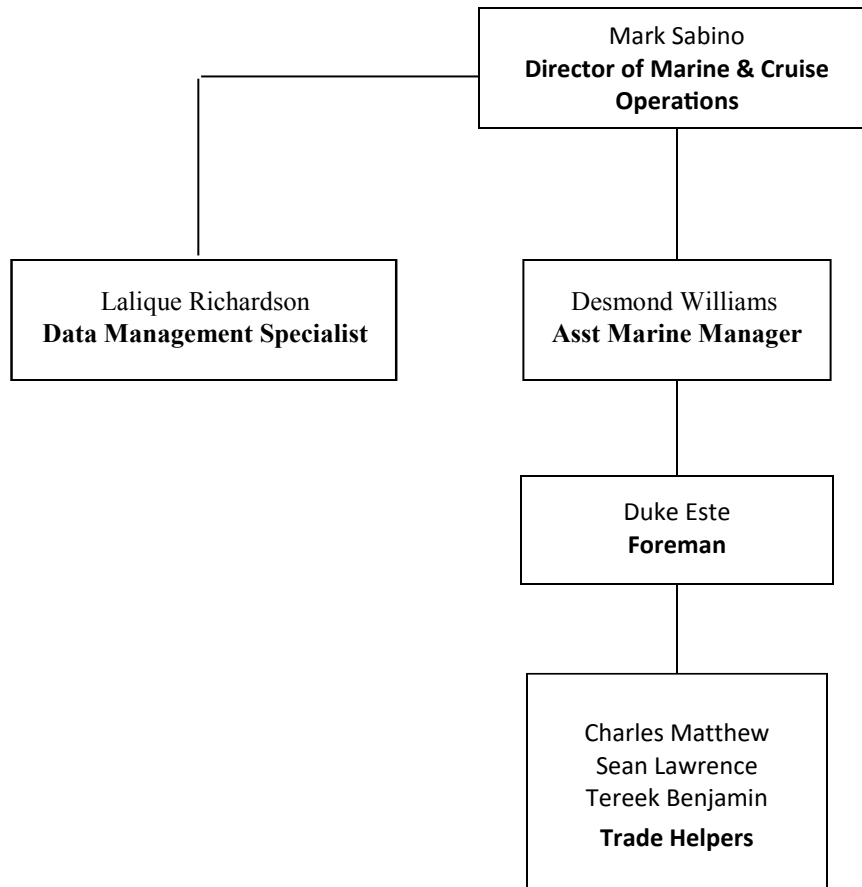 Mark Sabino
Director of Marine & Cruise
Operations
Lalique Richardson
Data Management Specialist
Desmond Williams
Asst Marine Manager
Duke Este
Foreman
Charles Matthew
Sean Lawrence
Tereek Benjamin
Trade Helpers